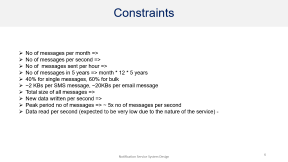 Constraints
➢ No of messages per month =>
➢ No of messages per second =>
➢ No of messages sent per hour =>
➢ No of messages in 5 years => month * 12 * 5 years
➢ 40% for single messages, 60% for bulk
➢ ~2 KBs per SMS message, ~20KBs per email message
➢ Total size of all messages =>
➢ New data written per second =>
➢ Peak period no of messages => ~ 5x no of messages per second
➢ Data read per second (expected to be very low due to the nature of the service) -
Notification Service System Design